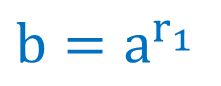 b = a^r₁